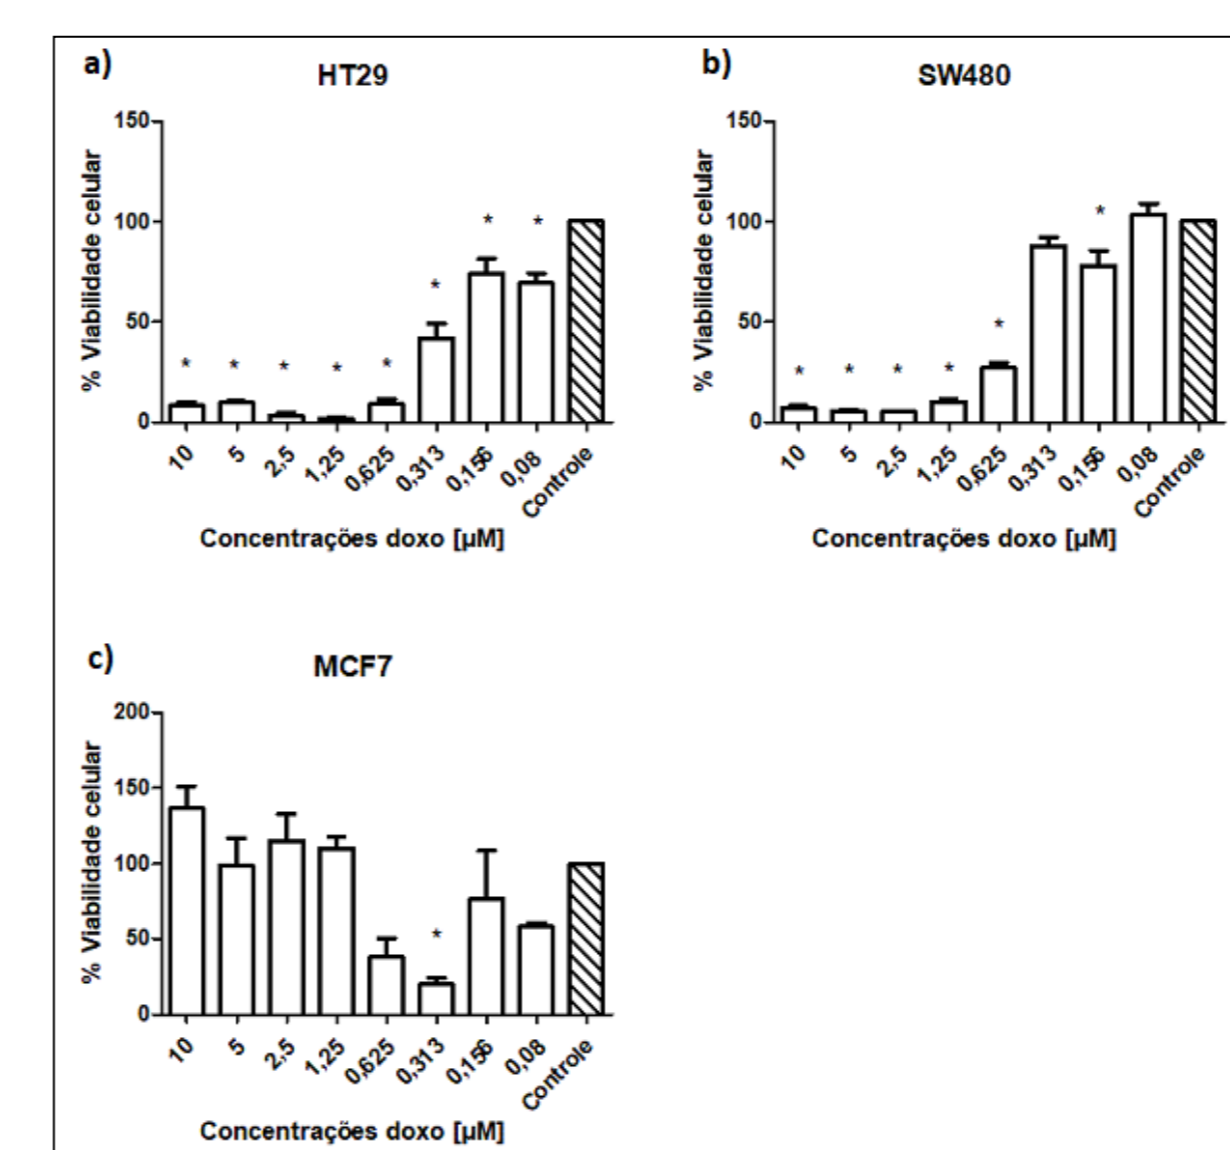 a)
HT29
% Viabilidade celular
150
100
50
0
* * * * * * * *
10 5 2,5 1,25 0,625 0,313 0,156 0,08 Controle
Concentrações doxo [µM]
b)
SW480
% Viabilidade celular
150
100
50
0
* * * * * *
10 5 2,5 1,25 0,625 0,313 0,156 0,08 Controle
Concentrações doxo [µM]
c)
MCF7
% Viabilidade celular
200
150
100
50
0
*
10 5 2,5 1,25 0,625 0,313 0,156 0,08 Controle
Concentrações doxo [µM]